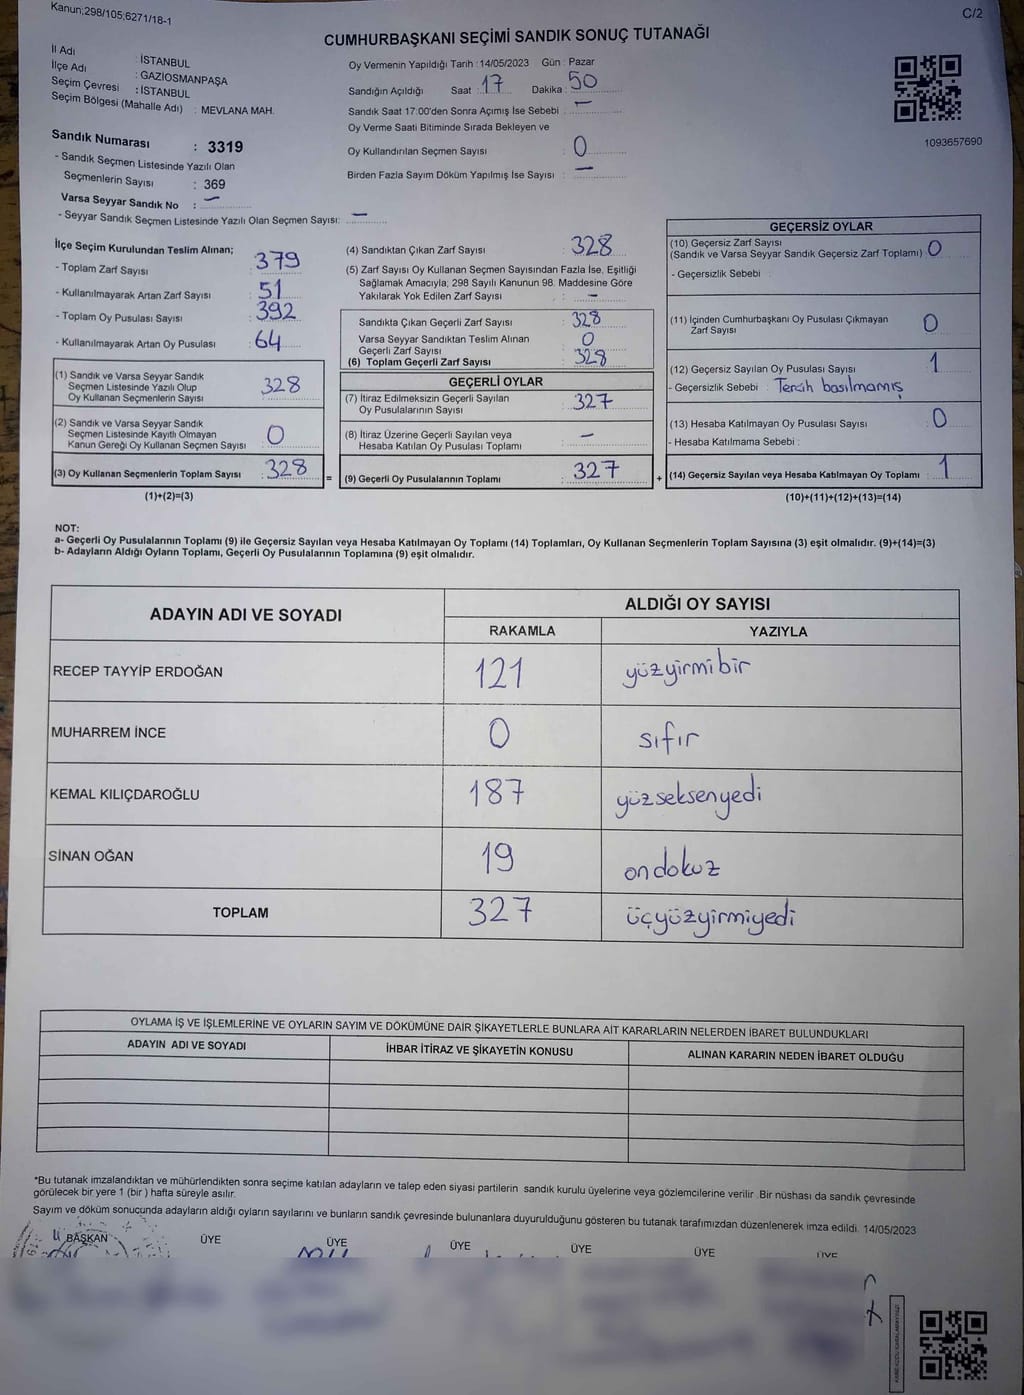 Kanun;298/105;6271/18-1
C/2
CUMHURBAŞKANI SEÇİMİ SANDIK SONUÇ TUTANAĞI
İl Adı : İSTANBUL
İlçe Adı : GAZİOSMANPAŞA
Seçim Çevresi : İSTANBUL
Seçim Bölgesi (Mahalle Adı) : MEVLANA MAH.
Sandık Numarası : 3319
- Sandık Seçmen Listesinde Yazılı Olan
Seçmenlerin Sayısı : 369
Varsa Seyyar Sandık No : —
- Seyyar Sandık Seçmen Listesinde Yazılı Olan Seçmen Sayısı: —
Oy Vermenin Yapıldığı Tarih : 14/05/2023 Gün : Pazar
Sandığın Açıldığı Saat : 17 Dakika : 50
Sandık Saat 17:00'den Sonra Açımış İse Sebebi : —
Oy Verme Saati Bitiminde Sırada Bekleyen ve
Oy Kullandırılan Seçmen Sayısı : 0
Birden Fazla Sayım Döküm Yapılmış İse Sayısı : —
1093657690
İlçe Seçim Kurulundan Teslim Alınan;
- Toplam Zarf Sayısı : 379
- Kullanılmayarak Artan Zarf Sayısı : 51
- Toplam Oy Pusulası Sayısı : 392
- Kullanılmayarak Artan Oy Pusulası : 64
(1) Sandık ve Varsa Seyyar Sandık
Seçmen Listesinde Yazılı Olup
Oy Kullanan Seçmenlerin Sayısı : 328
(2) Sandık ve Varsa Seyyar Sandık
Seçmen Listesinde Kayıtlı Olmayan
Kanun Gereği Oy Kullanan Seçmen Sayısı : 0
(3) Oy Kullanan Seçmenlerin Toplam Sayısı : 328
(1)+(2)=(3)
(4) Sandıktan Çıkan Zarf Sayısı : 328
(5) Zarf Sayısı Oy Kullanan Seçmen Sayısından Fazla İse, Eşitliği
Sağlamak Amacıyla; 298 Sayılı Kanunun 98. Maddesine Göre
Yakılarak Yok Edilen Zarf Sayısı : —
Sandıkta Çıkan Geçerli Zarf Sayısı : 328
Varsa Seyyar Sandıktan Teslim Alınan
Geçerli Zarf Sayısı : 0
(6) Toplam Geçerli Zarf Sayısı : 328
GEÇERLİ OYLAR
(7) İtiraz Edilmeksizin Geçerli Sayılan
Oy Pusulalarının Sayısı : 327
(8) İtiraz Üzerine Geçerli Sayılan veya
Hesaba Katılan Oy Pusulası Toplamı : —
= (9) Geçerli Oy Pusulalarının Toplamı : 327
GEÇERSİZ OYLAR
(10) Geçersiz Zarf Sayısı
(Sandık ve Varsa Seyyar Sandık Geçersiz Zarf Toplamı) : 0
- Geçersizlik Sebebi :
(11) İçinden Cumhurbaşkanı Oy Pusulası Çıkmayan
Zarf Sayısı : 0
(12) Geçersiz Sayılan Oy Pusulası Sayısı : 1
- Geçersizlik Sebebi : Tercih basılmamış
(13) Hesaba Katılmayan Oy Pusulası Sayısı : 0
- Hesaba Katılmama Sebebi :
+ (14) Geçersiz Sayılan veya Hesaba Katılmayan Oy Toplamı : 1
(10)+(11)+(12)+(13)=(14)
NOT:
a- Geçerli Oy Pusulalarının Toplamı (9) ile Geçersiz Sayılan veya Hesaba Katılmayan Oy Toplamı (14) Toplamları, Oy Kullanan Seçmenlerin Toplam Sayısına (3) eşit olmalıdır. (9)+(14)=(3)
b- Adayların Aldığı Oyların Toplamı, Geçerli Oy Pusulalarının Toplamına (9) eşit olmalıdır.
ADAYIN ADI VE SOYADI ALDIĞI OY SAYISI
RAKAMLA YAZIYLA
RECEP TAYYİP ERDOĞAN 121 yüzyirmibir
MUHARREM İNCE 0 sıfır
KEMAL KILIÇDAROĞLU 187 yüzseksenyedi
SİNAN OĞAN 19 ondokuz
TOPLAM 327 üçyüzyirmiyedi
OYLAMA İŞ VE İŞLEMLERİNE VE OYLARIN SAYIM VE DÖKÜMÜNE DAİR ŞİKAYETLERLE BUNLARA AİT KARARLARIN NELERDEN İBARET BULUNDUKLARI
ADAYIN ADI VE SOYADI İHBAR İTİRAZ VE ŞİKAYETİN KONUSU ALINAN KARARIN NEDEN İBARET OLDUĞU
*Bu tutanak imzalandıktan ve mühürlendikten sonra seçime katılan adayların ve talep eden siyasi partilerin sandık kurulu üyelerine veya gözlemcilerine verilir. Bir nüshası da sandık çevresinde
görülecek bir yere 1 (bir ) hafta süreyle asılır.
Sayım ve döküm sonucunda adayların aldığı oyların sayılarını ve bunların sandık çevresinde bulunanlara duyurulduğunu gösteren bu tutanak tarafımızdan düzenlenerek imza edildi. 14/05/2023
BAŞKAN ÜYE ÜYE ÜYE ÜYE ÜYE ÜYE